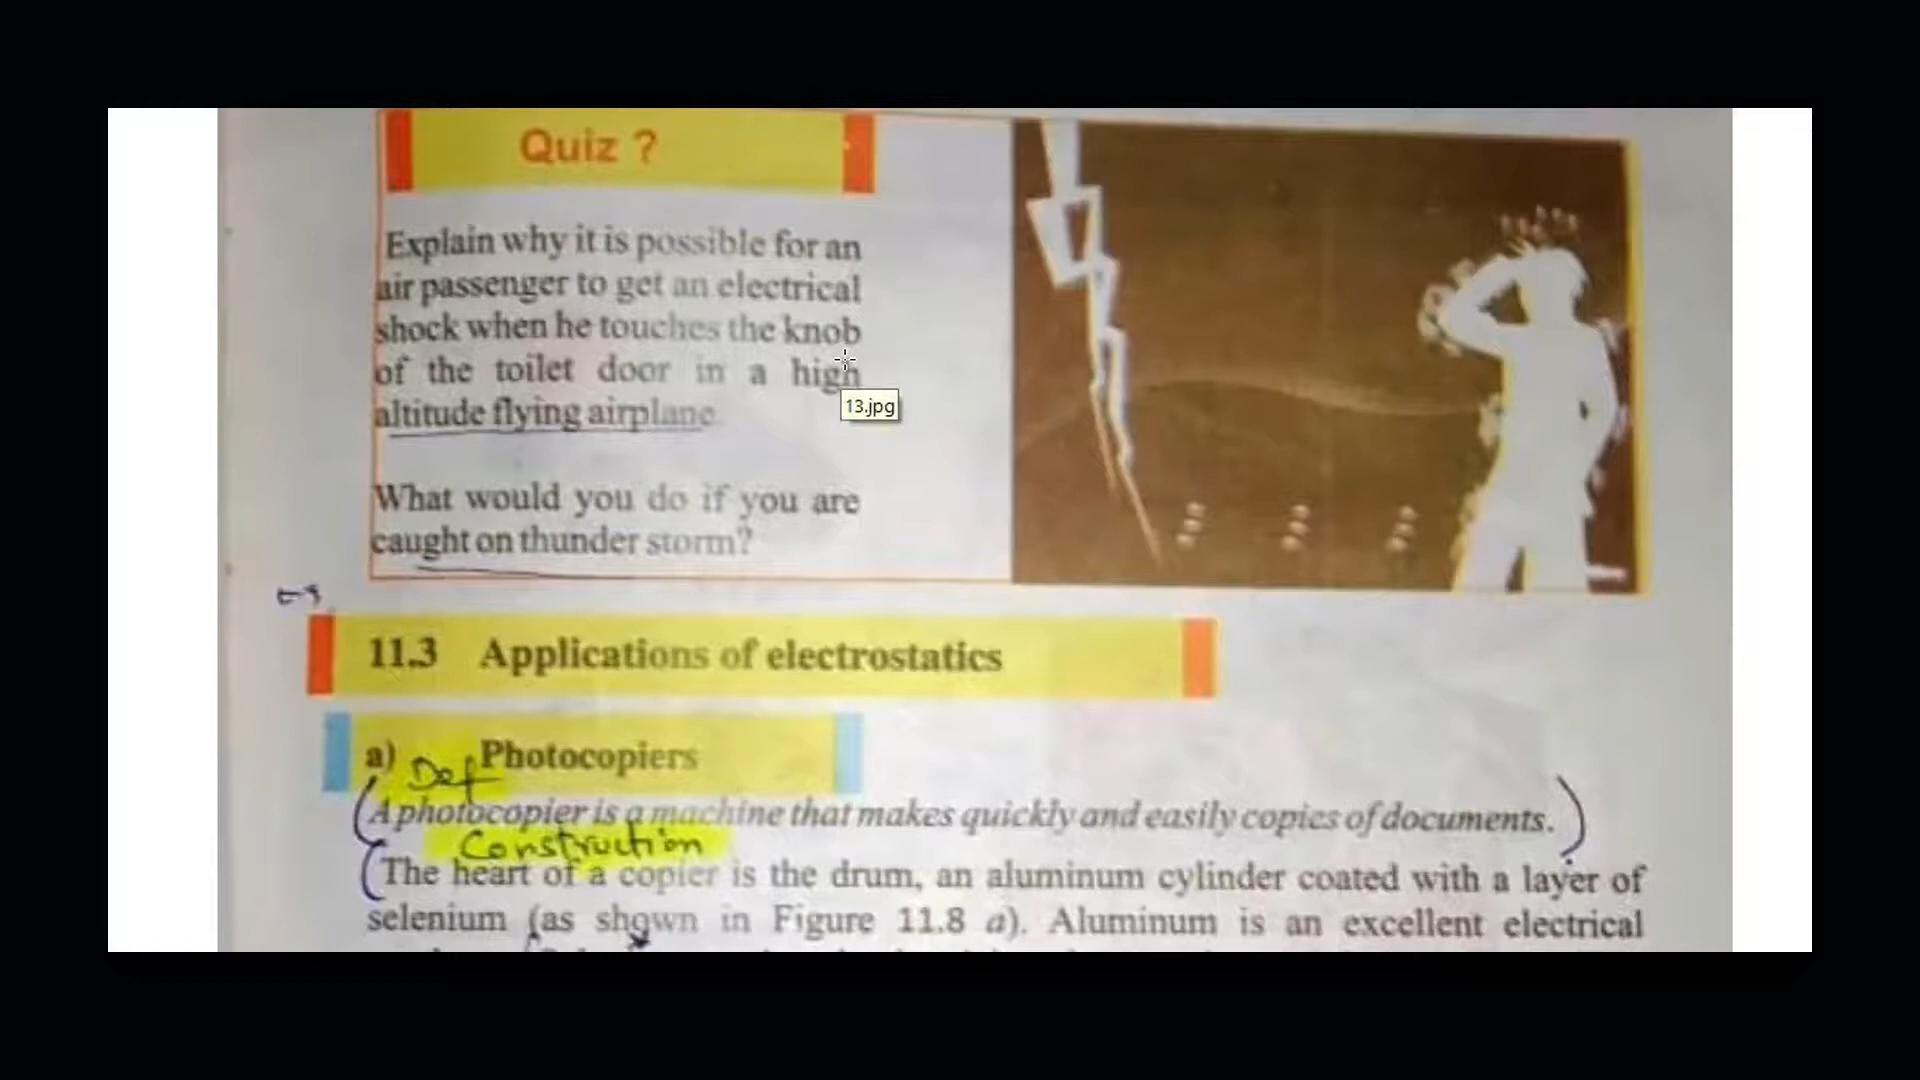 Quiz ?
Explain why it is possible for an
air passenger to get an electrical
shock when he touches the knob
of the toilet door in a high
altitude flying airplane.
13.jpg
What would you do if you are
caught on thunder storm?
11.3 Applications of electrostatics
a) Photocopiers
Def
(A photocopier is a machine that makes quickly and easily copies of documents.)
Construction
(The heart of a copier is the drum, an aluminum cylinder coated with a layer of
selenium (as shown in Figure 11.8 a). Aluminum is an excellent electrical